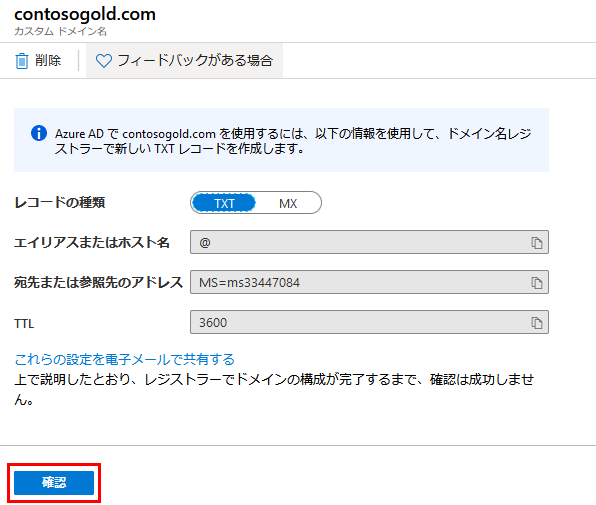 contosogold.com
カスタム ドメイン名
削除
フィードバックがある場合
Azure AD で contosogold.com を使用するには、以下の情報を使用して、ドメイン名レジ
ストラーで新しい TXT レコードを作成します。
レコードの種類
TXT
MX
エイリアスまたはホスト名
@
宛先または参照先のアドレス
MS=ms33447084
TTL
3600
これらの設定を電子メールで共有する
上で説明したとおり、レジストラーでドメインの構成が完了するまで、確認は成功しませ
ん。
確認